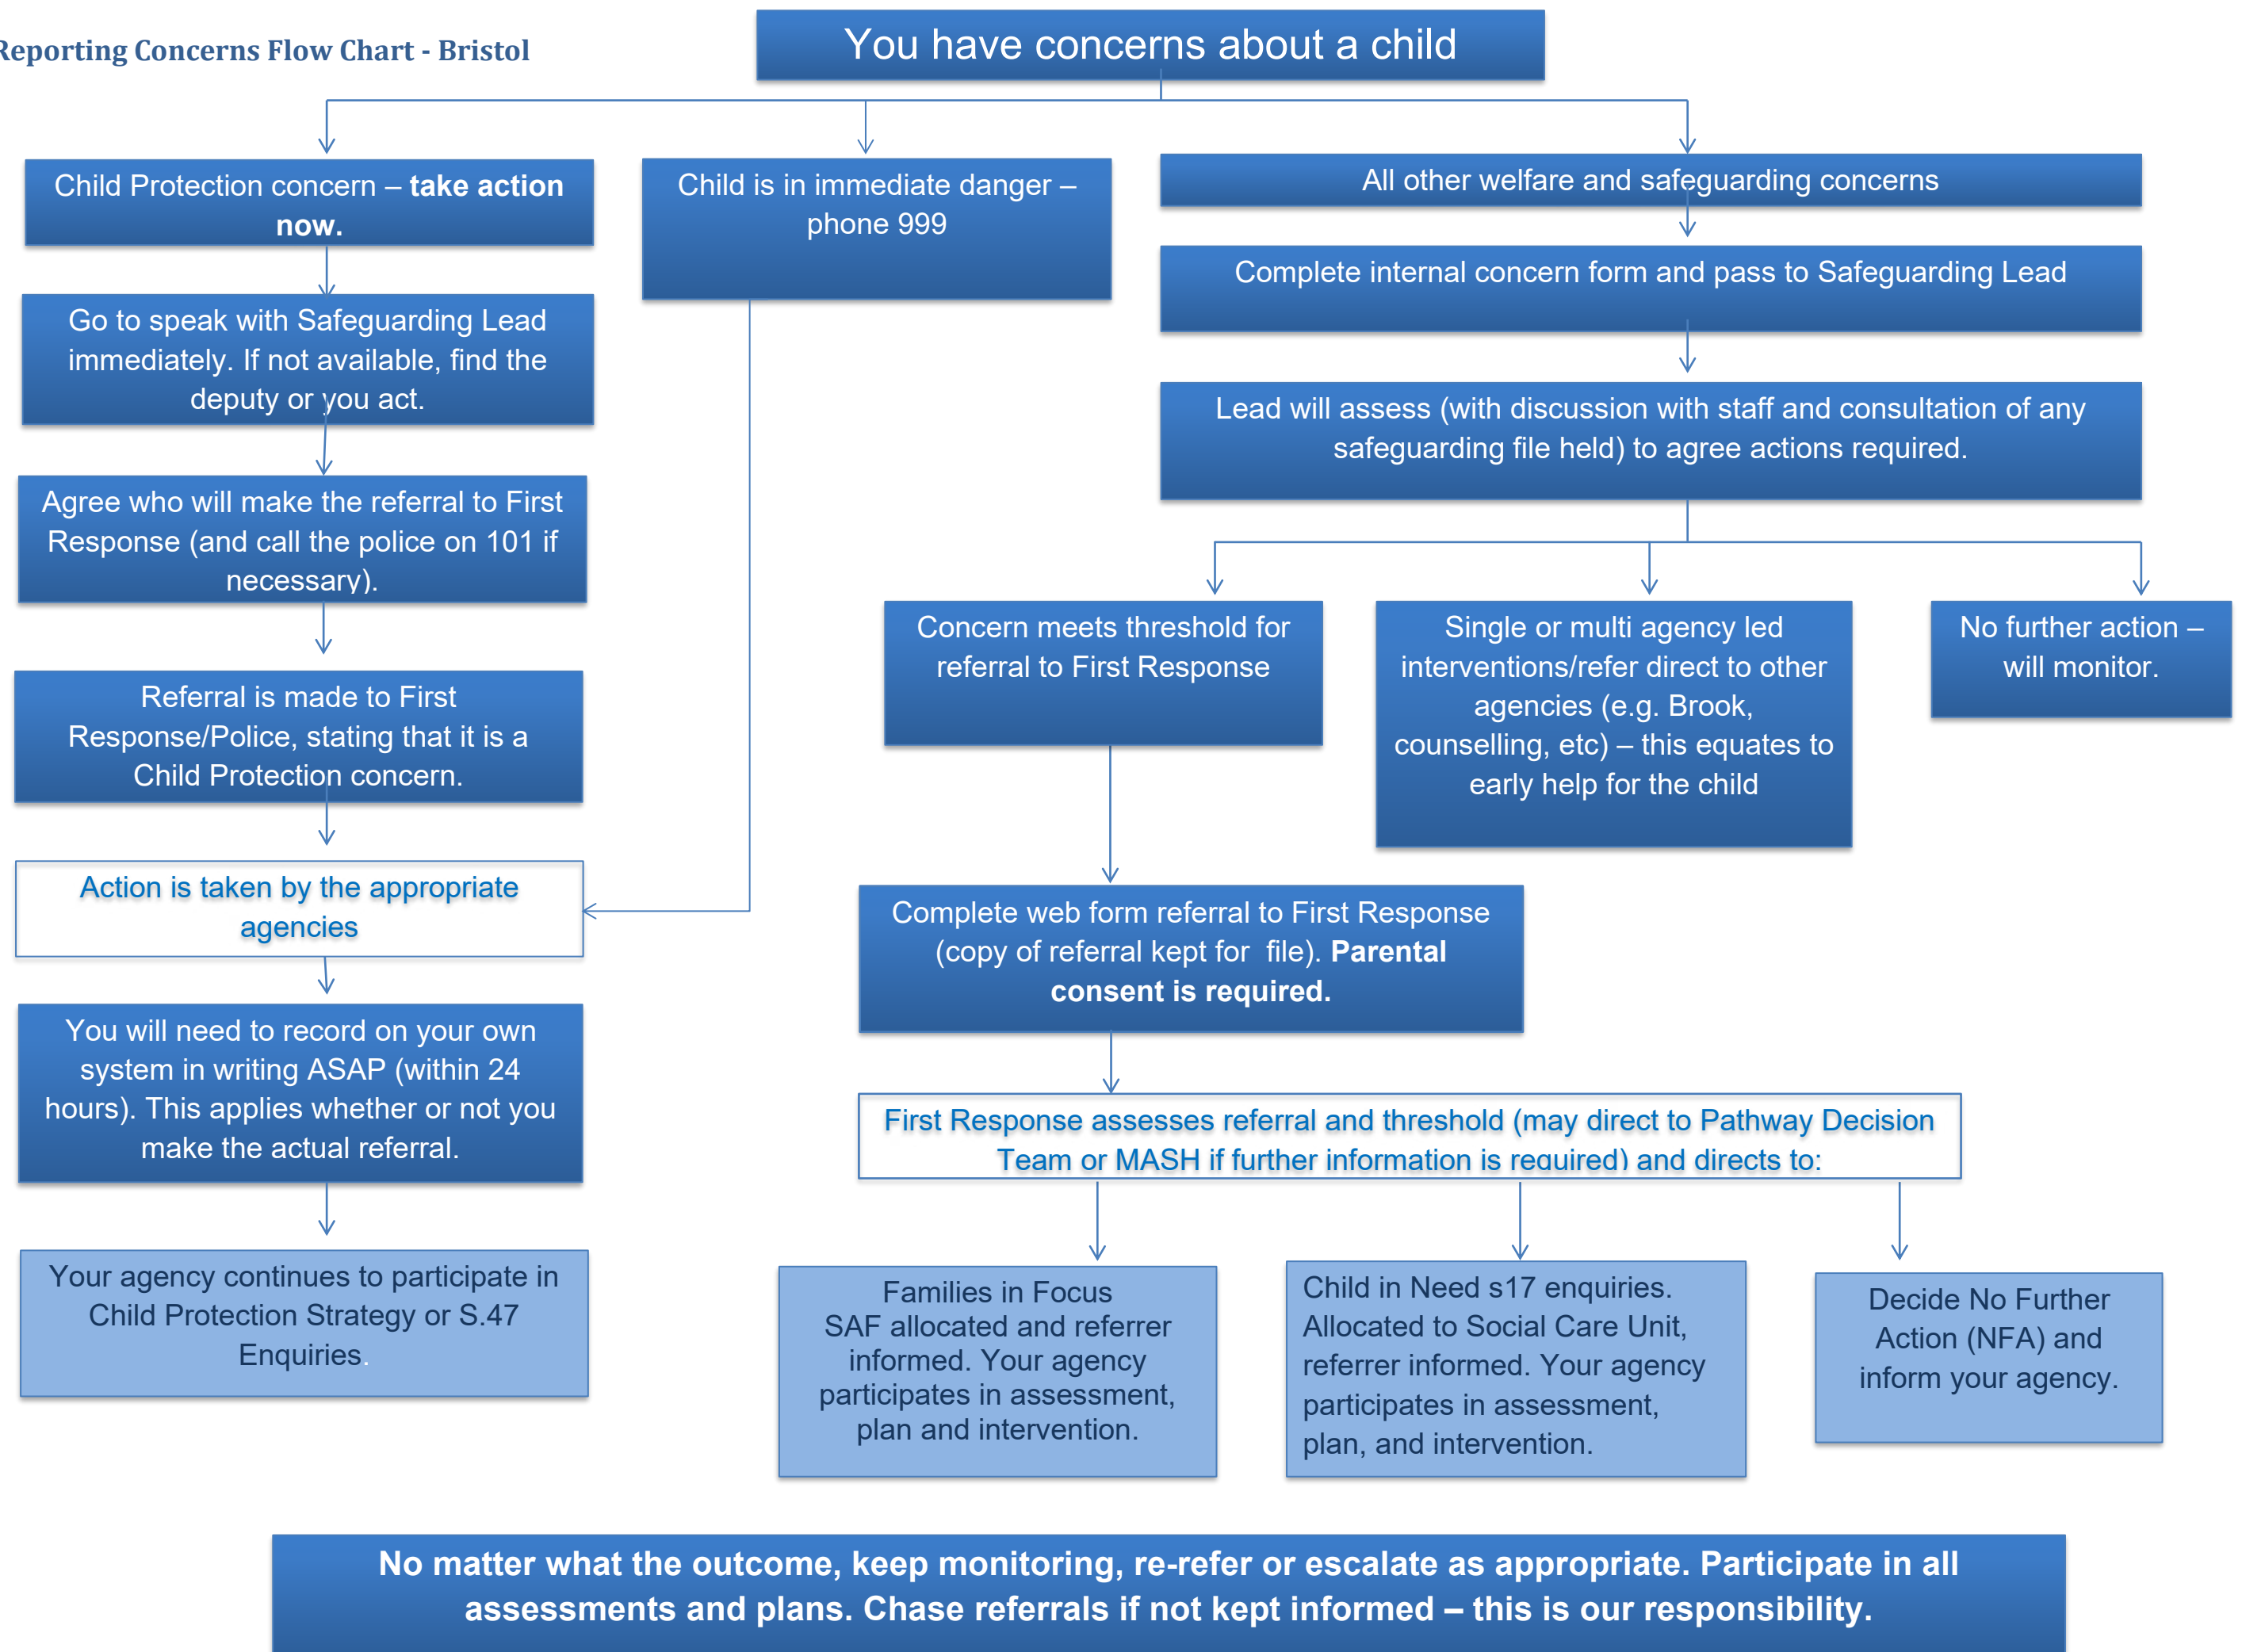 Reporting Concerns Flow Chart - Bristol
You have concerns about a child
Child Protection concern – take action
now.
Go to speak with Safeguarding Lead
immediately. If not available, find the
deputy or you act.
Agree who will make the referral to First
Response (and call the police on 101 if
necessary).
Referral is made to First
Response/Police, stating that it is a
Child Protection concern.
Action is taken by the appropriate
agencies
You will need to record on your own
system in writing ASAP (within 24
hours). This applies whether or not you
make the actual referral.
Your agency continues to participate in
Child Protection Strategy or S.47
Enquiries.
Child is in immediate danger –
phone 999
All other welfare and safeguarding concerns
Complete internal concern form and pass to Safeguarding Lead
Lead will assess (with discussion with staff and consultation of any
safeguarding file held) to agree actions required.
Concern meets threshold for
referral to First Response
Single or multi agency led
interventions/refer direct to other
agencies (e.g. Brook,
counselling, etc) – this equates to
early help for the child
No further action –
will monitor.
Complete web form referral to First Response
(copy of referral kept for file). Parental
consent is required.
First Response assesses referral and threshold (may direct to Pathway Decision
Team or MASH if further information is required) and directs to:
Families in Focus
SAF allocated and referrer
informed. Your agency
participates in assessment,
plan and intervention.
Child in Need s17 enquiries.
Allocated to Social Care Unit,
referrer informed. Your agency
participates in assessment,
plan, and intervention.
Decide No Further
Action (NFA) and
inform your agency.
No matter what the outcome, keep monitoring, re-refer or escalate as appropriate. Participate in all
assessments and plans. Chase referrals if not kept informed – this is our responsibility.